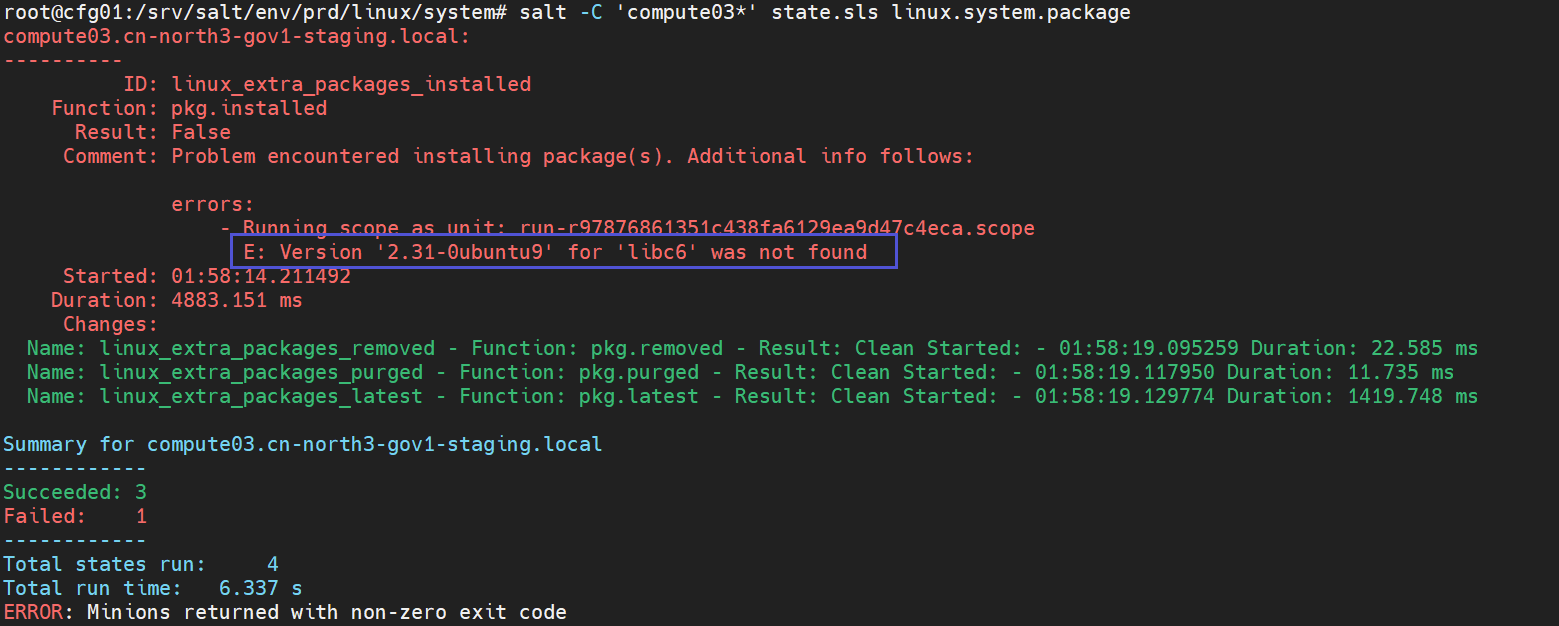 root@cfg01:/srv/salt/env/prd/linux/system# salt -C 'compute03*' state.sls linux.system.package
compute03.cn-north3-gov1-staging.local:
----------
ID: linux_extra_packages_installed
Function: pkg.installed
Result: False
Comment: Problem encountered installing package(s). Additional info follows:
errors:
- Running scope as unit: run-r97876861351c438fa6129ea9d47c4eca.scope
E: Version '2.31-0ubuntu9' for 'libc6' was not found
Started: 01:58:14.211492
Duration: 4883.151 ms
Changes:
Name: linux_extra_packages_removed - Function: pkg.removed - Result: Clean Started: - 01:58:19.095259 Duration: 22.585 ms
Name: linux_extra_packages_purged - Function: pkg.purged - Result: Clean Started: - 01:58:19.117950 Duration: 11.735 ms
Name: linux_extra_packages_latest - Function: pkg.latest - Result: Clean Started: - 01:58:19.129774 Duration: 1419.748 ms
Summary for compute03.cn-north3-gov1-staging.local
------------
Succeeded: 3
Failed: 1
------------
Total states run: 4
Total run time: 6.337 s
ERROR: Minions returned with non-zero exit code